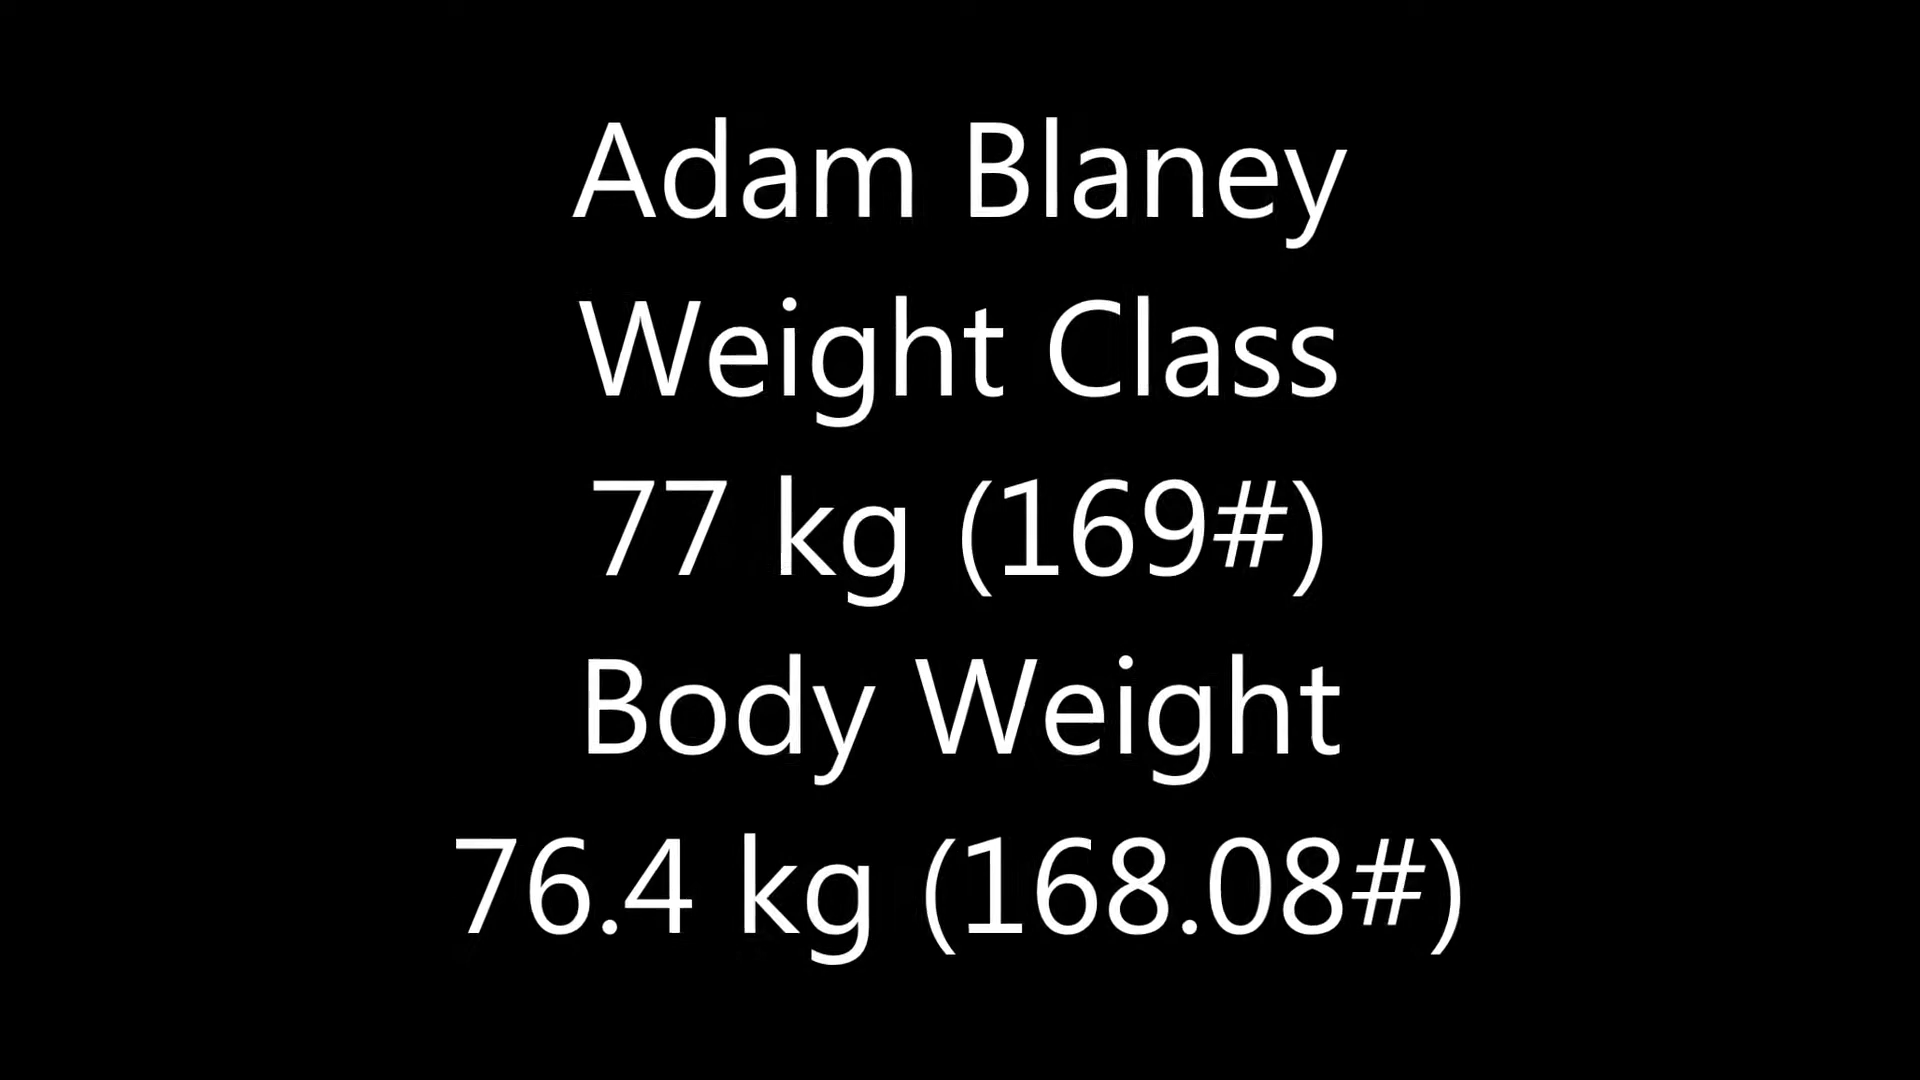 Adam Blaney
Weight Class
77 kg (169#)
Body Weight
76.4 kg (168.08#)